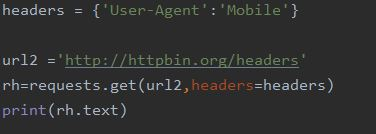 headers = {'User-Agent':'Mobile'}
url2 ='http://httpbin.org/headers'
rh=requests.get(url2,headers=headers)
print(rh.text)